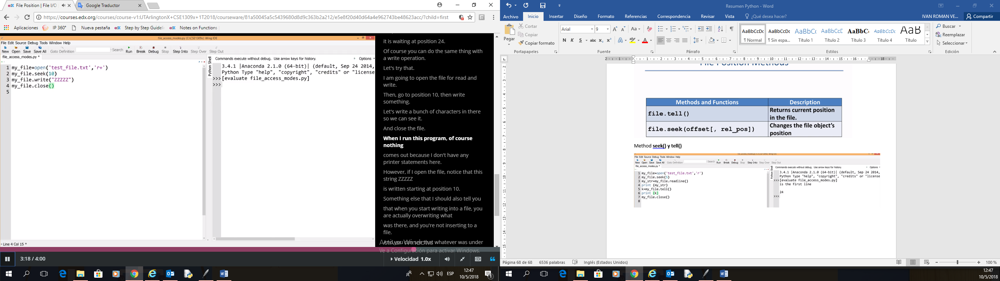 File Position | File I/O
Google Traductor
https://courses.edx.org/courses/course-v1:UTArlingtonX+CSE1309x+1T2018/courseware/81a50045a5c5439680d8d9c363b2a212/e5e8f20d40d64a4e962743be48623acc/?child=first
Aplicaciones
IP 360°
Nueva pestaña
Step by Step Guideli
Notes on Functions
file_access_modes.py (C:\CSE1309x): Wing IDE
File Edit Source Debug Tools Window Help
New Open Save Save All Goto Definition Search Run Break Debug Stop Step Into Step Over Step Out
file_access_modes.py *
1 my_file=open('test_file.txt','r+')
2 my_file.seek(10)
3 my_file.write("ZZZZZ")
4 my_file.close()
5
Python Shell
Commands execute without debug. Use arrow keys for history.
Options
3.4.1 |Anaconda 2.1.0 (64-bit)| (default, Sep 24 2014,
Python Type "help", "copyright", "credits" or "license
>>> [evaluate file_access_modes.py]
>>>
Line 4 Col 15 *
it is waiting at position 24.
Of course you can do the same thing with
a write operation.
Let's try that.
I am going to open the file for read and
write.
Then, go to position 10, then write
something.
Let's write a bunch of characters in there
so we can see it.
And close the file.
When I run this program, of course
nothing
comes out because I don't have any
printer statements here.
However, if I open the file, notice that this
string ZZZZZ
is written starting at position 10.
Something else that I should also tell you
that when you start writing into a file, you
are actually overwriting what
was there, and you're not inserting to a
file.
And you can see that whatever was under
Activar Windows
Ve a Configuración para activar Windows.
3:18 / 4:00
Velocidad 1.0x
ESP
12:47
10/5/2018
1
Resumen Python - Word
Archivo Inicio Insertar Diseño Formato Referencias Correspondencia Revisar Vista ¿Qué desea hacer?
IVAN ROMAN VE...
Compartir
Pegar
Cortar
Copiar
Copiar formato
Portapapeles
Arial
9
N K S abc x₂ x²
Fuente
Párrafo
AaBbCcDc AaBbCcDc AaBbC( AaBbCcE AaBbC AaBbCcDc AaB
¶ Normal ¶ Sin espa... Título 1 Título 2 Título 3 Título 4 Título
Estilos
Buscar
Reemplazar
Seleccionar
Edición
File Position Methods
Methods and Functions
Description
file.tell()
Returns current position
in the file.
file.seek(offset[, rel_pos])
Changes the file object's
position
Method seek() y tell()
File Edit Source Debug Tools Window Help
New Open Save Save All Goto Definition Search Run Break Debug Stop Step Into Step Over Step Out
file_access_modes.py *
1 my_file=open('test_file.txt','r')
2 my_file.seek(5)
3 my_str=my_file.readline()
4 print (my_str)
5 k=my_file.tell()
6 print (k)
7 my_file.close()
8
Python Shell
Commands execute without debug. Use arrow keys for history.
Options
3.4.1 |Anaconda 2.1.0 (64-bit)| (default, Sep 24 2014,
Python Type "help", "copyright", "credits" or "license
>>> [evaluate file_access_modes.py]
is the first line
24
>>>
Página 68 de 68
6536 palabras
Inglés (Estados Unidos)
100 %
12:47
10/5/2018